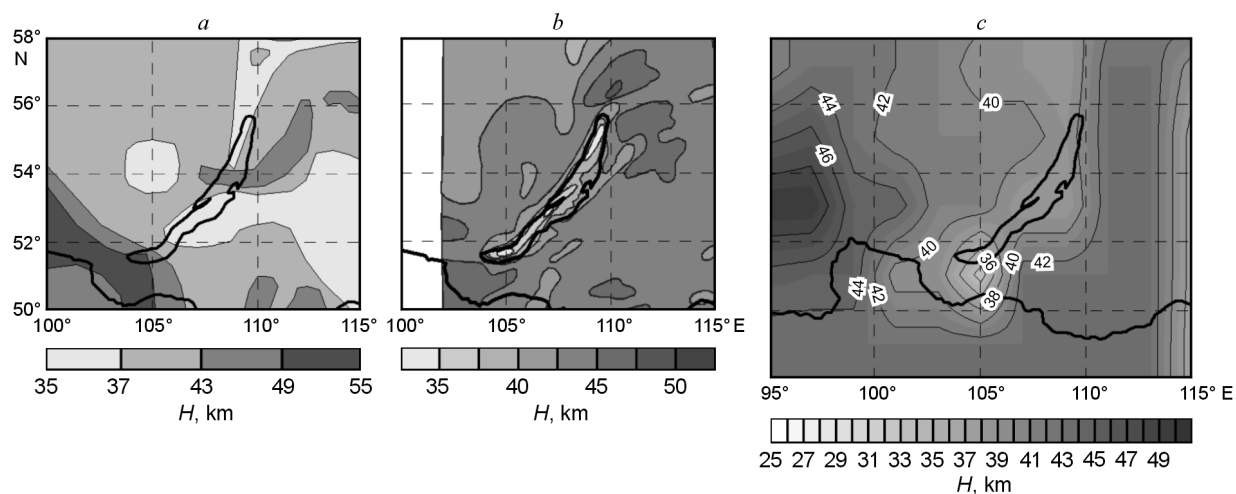 a b c
58°
N
56°
54°
52°
50°
100° 105° 110° 115°
35 37 43 49 55
H, km
100° 105° 110° 115° E
35 40 45 50
H, km
44 42 40
46
40 36 40 42
44 42 38
95° 100° 105° 110° 115° E
25 27 29 31 33 35 37 39 41 43 45 47 49
H, km